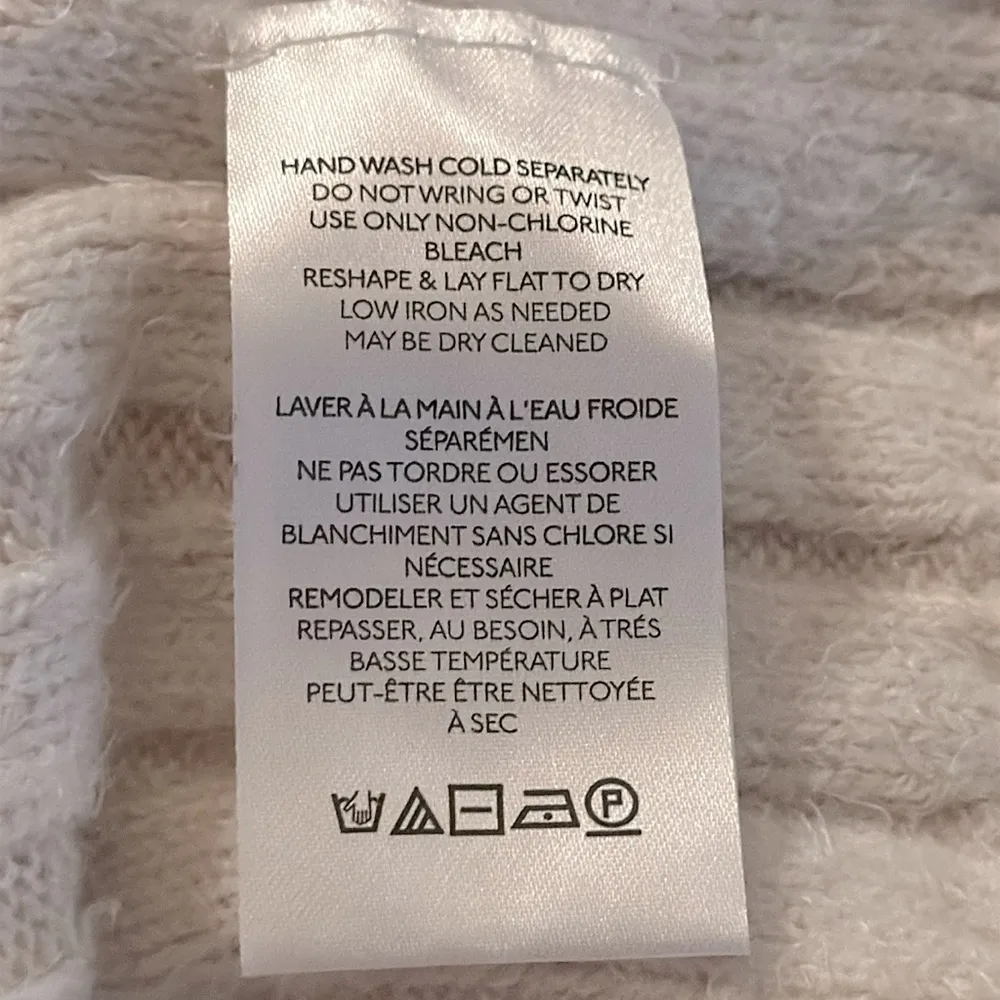 HAND WASH COLD SEPARATELY
DO NOT WRING OR TWIST
USE ONLY NON-CHLORINE
BLEACH
RESHAPE & LAY FLAT TO DRY
LOW IRON AS NEEDED
MAY BE DRY CLEANED
LAVER À LA MAIN À L'EAU FROIDE
SÉPARÉMEN
NE PAS TORDRE OU ESSORER
UTILISER UN AGENT DE
BLANCHIMENT SANS CHLORE SI
NÉCESSAIRE
REMODELER ET SÉCHER À PLAT
REPASSER, AU BESOIN, À TRÉS
BASSE TEMPÉRATURE
PEUT-ÊTRE ÊTRE NETTOYÉE
À SEC
P